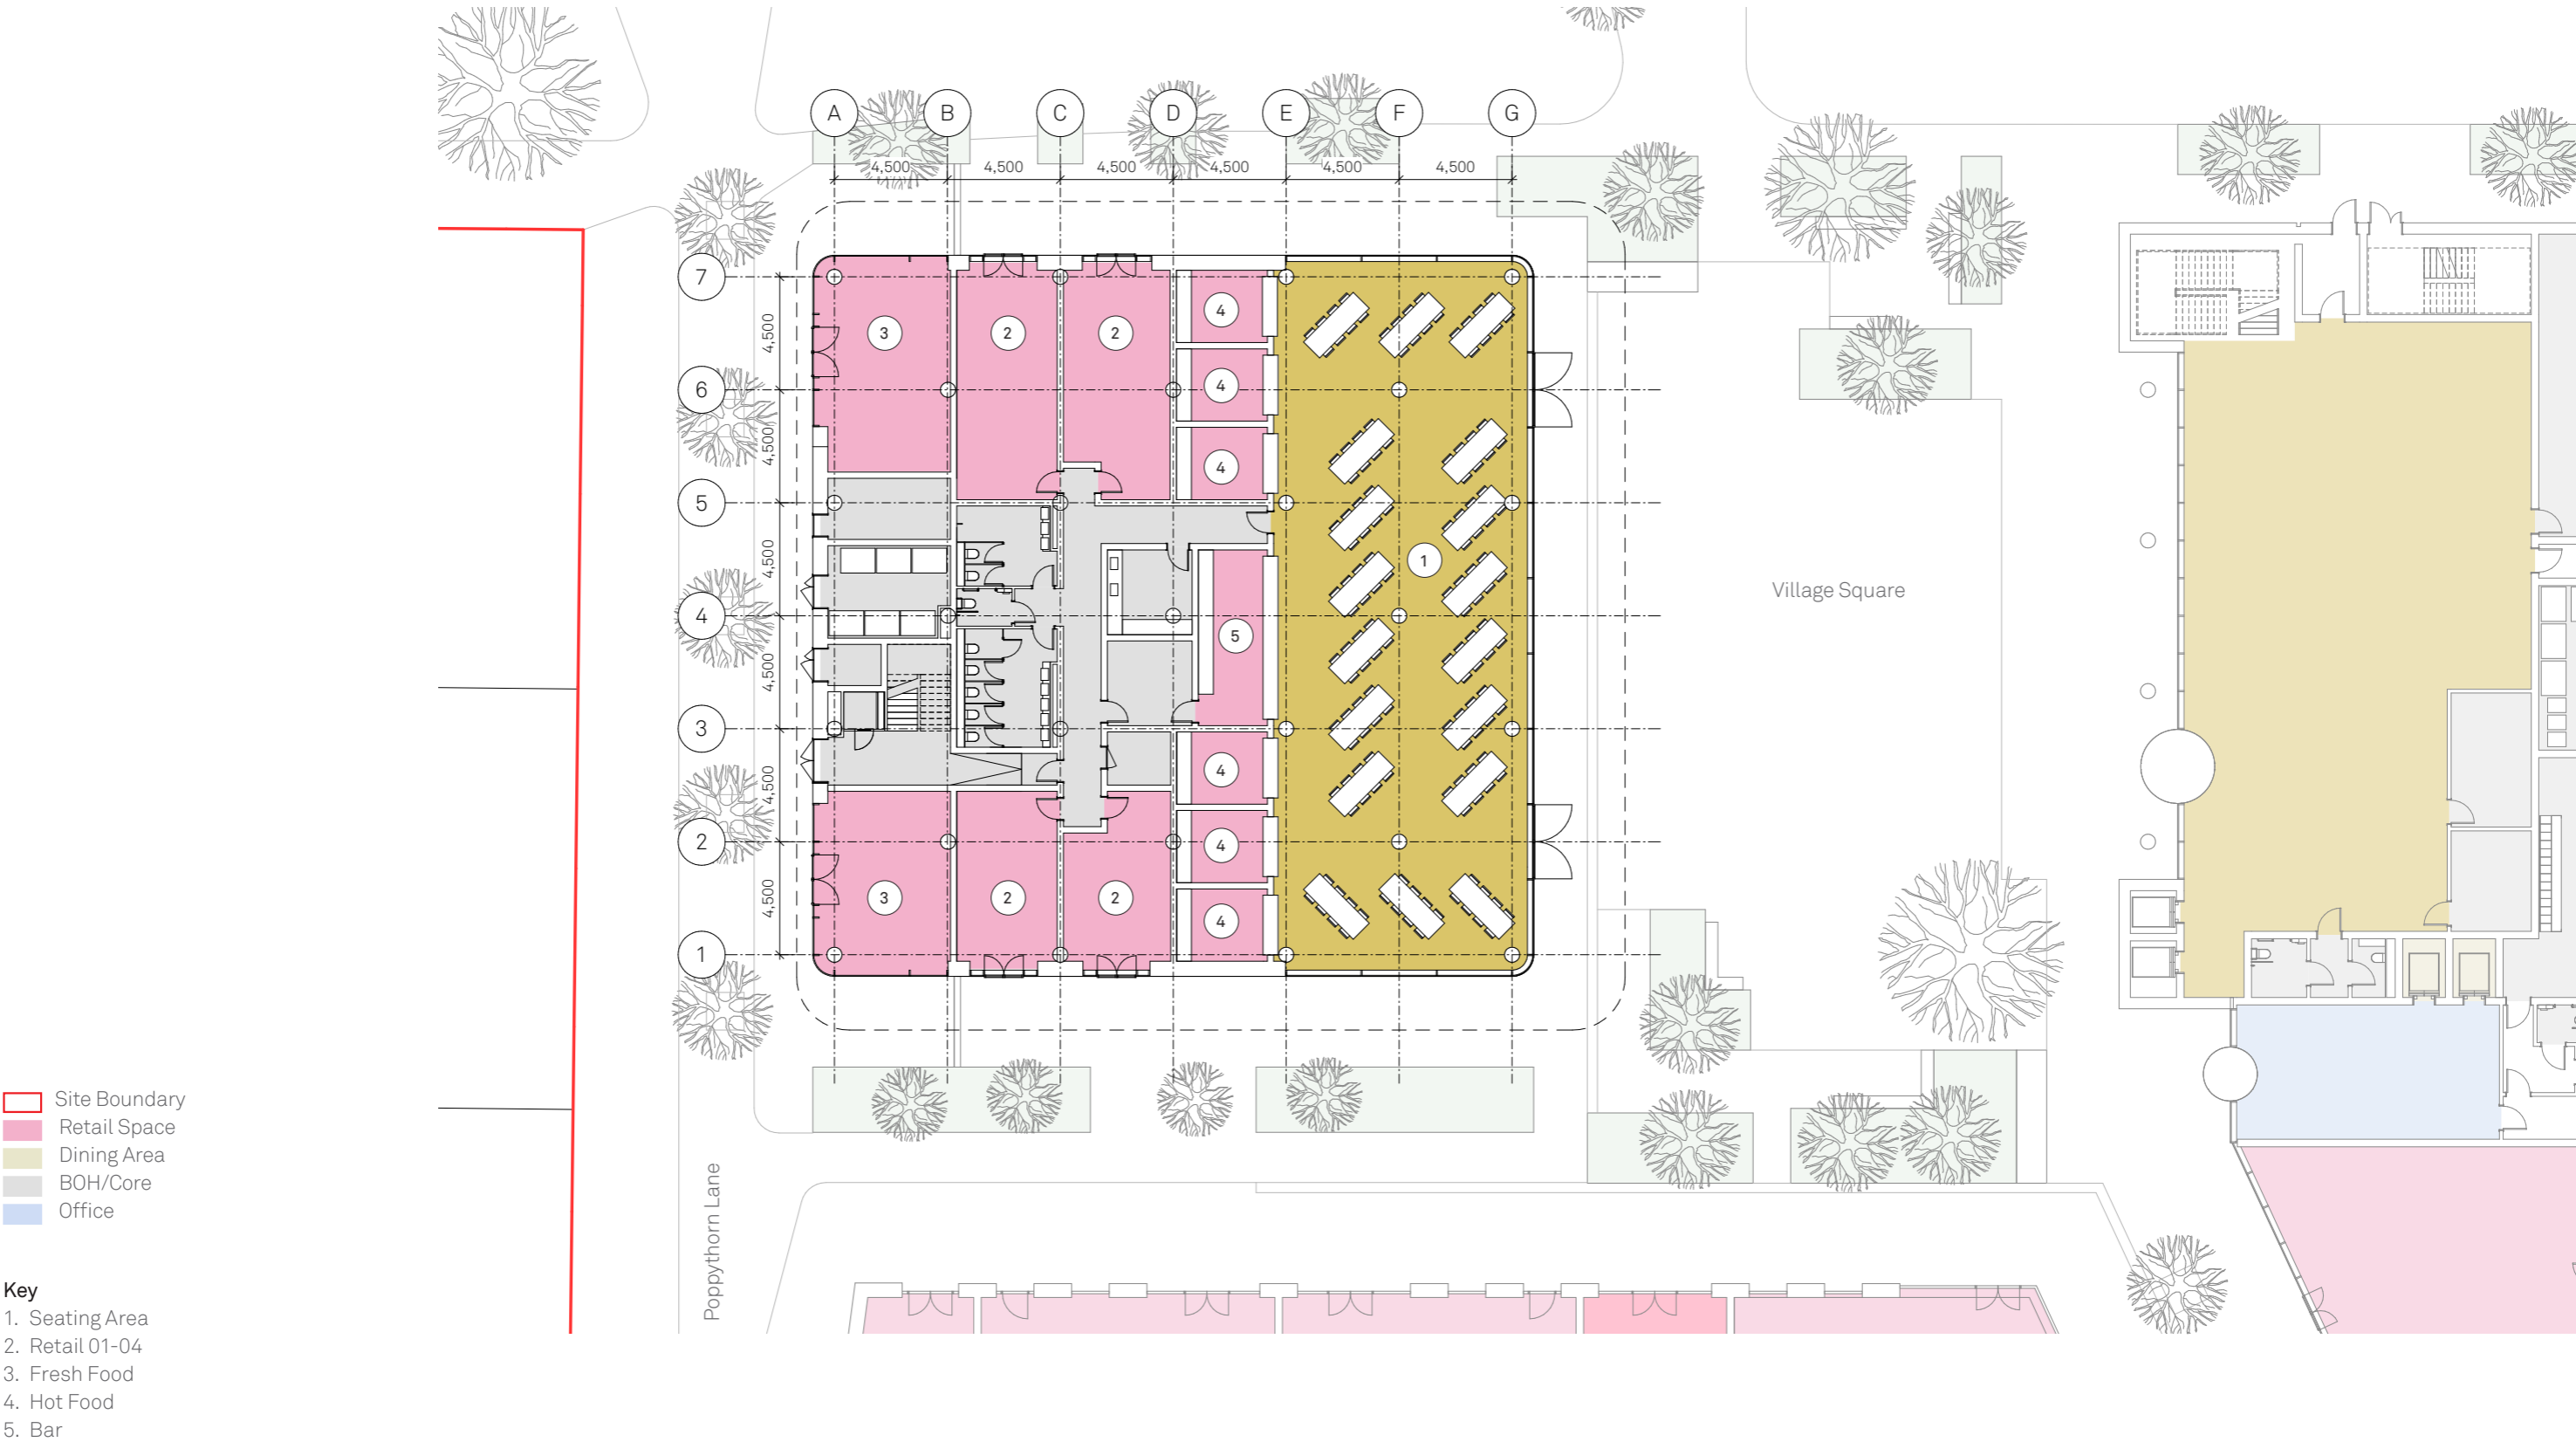 A B C D E F G
4,500 4,500 4,500 4,500 4,500 4,500
7
4,500
3 2 2 4
6
4
4,500
4
5
4,500
1
Village Square
4
5
4,500
3
4
4,500
2
4
3 2 2
4,500
4
1
Poppythorn Lane
Site Boundary
Retail Space
Dining Area
BOH/Core
Office
Key
1. Seating Area
2. Retail 01-04
3. Fresh Food
4. Hot Food
5. Bar